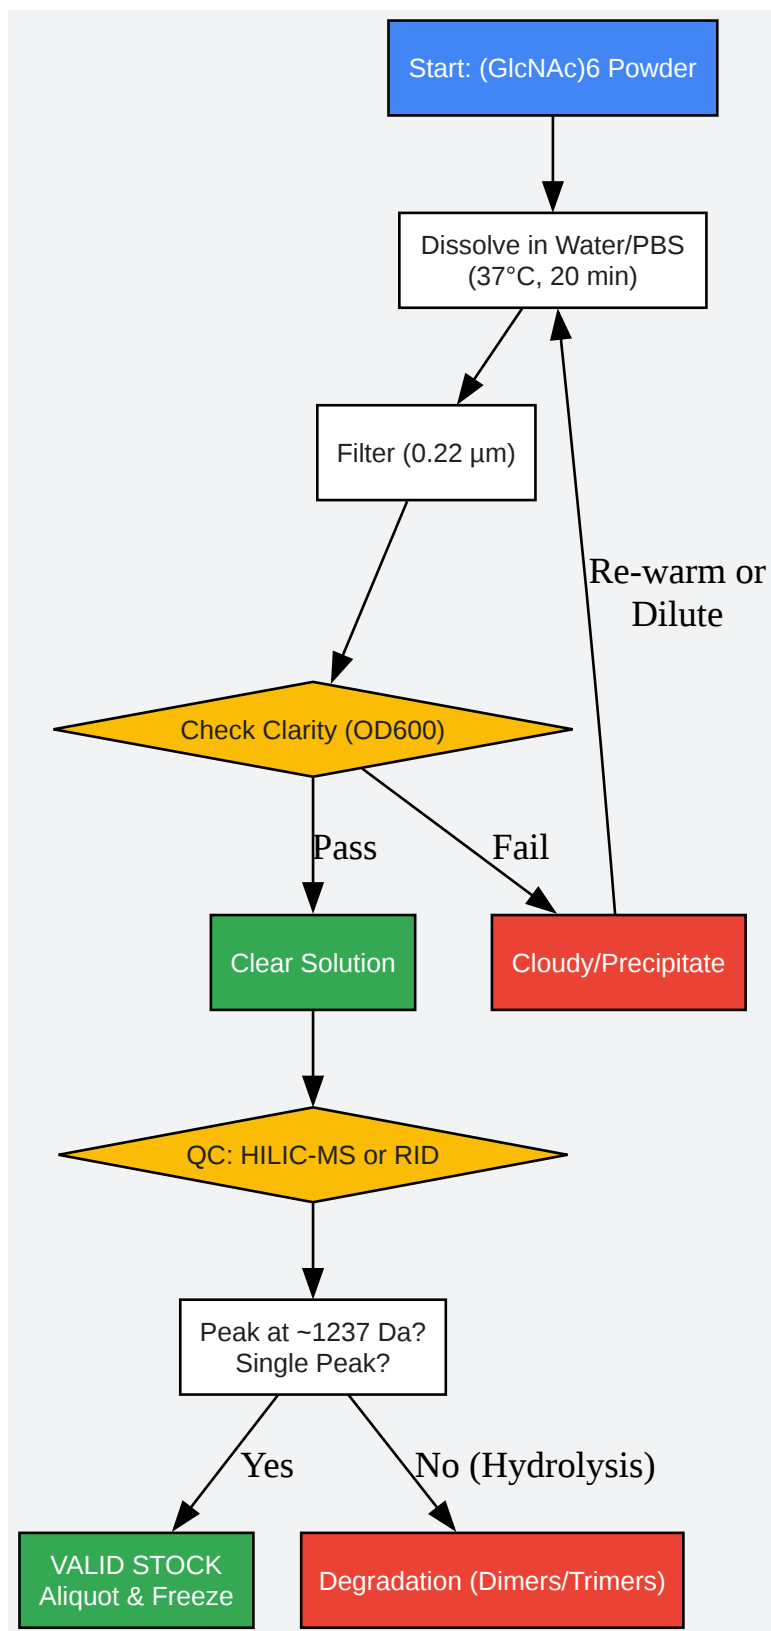 Start: (GlcNAc)6 Powder
Dissolve in Water/PBS
(37°C, 20 min)
Filter (0.22 µm)
Re-warm or
Dilute
Check Clarity (OD600)
Pass
Fail
Clear Solution
Cloudy/Precipitate
QC: HILIC-MS or RID
Peak at ~1237 Da?
Single Peak?
Yes
No (Hydrolysis)
VALID STOCK
Aliquot & Freeze
Degradation (Dimers/Trimers)